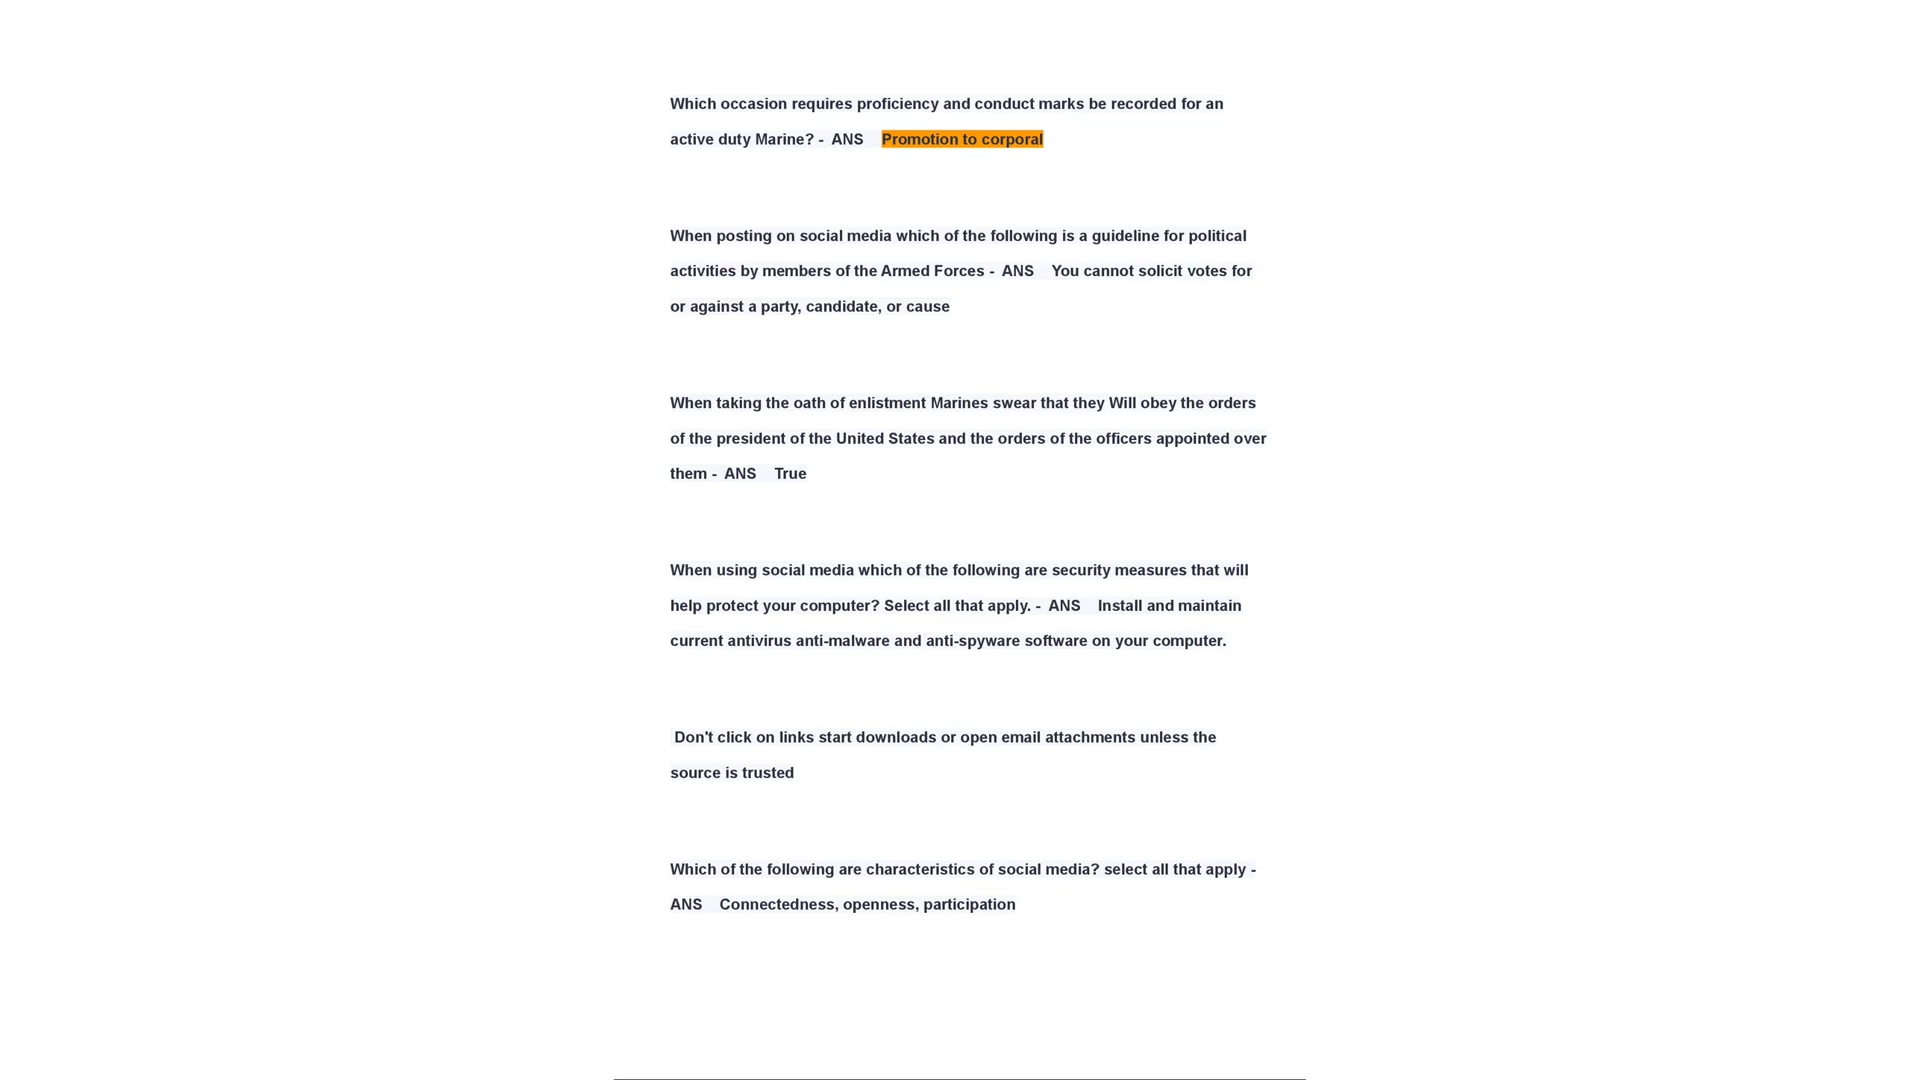 Which occasion requires proficiency and conduct marks be recorded for an
active duty Marine? - ANS Promotion to corporal
When posting on social media which of the following is a guideline for political
activities by members of the Armed Forces - ANS You cannot solicit votes for
or against a party, candidate, or cause
When taking the oath of enlistment Marines swear that they Will obey the orders
of the president of the United States and the orders of the officers appointed over
them - ANS True
When using social media which of the following are security measures that will
help protect your computer? Select all that apply. - ANS Install and maintain
current antivirus anti-malware and anti-spyware software on your computer.
Don't click on links start downloads or open email attachments unless the
source is trusted
Which of the following are characteristics of social media? select all that apply -
ANS Connectedness, openness, participation